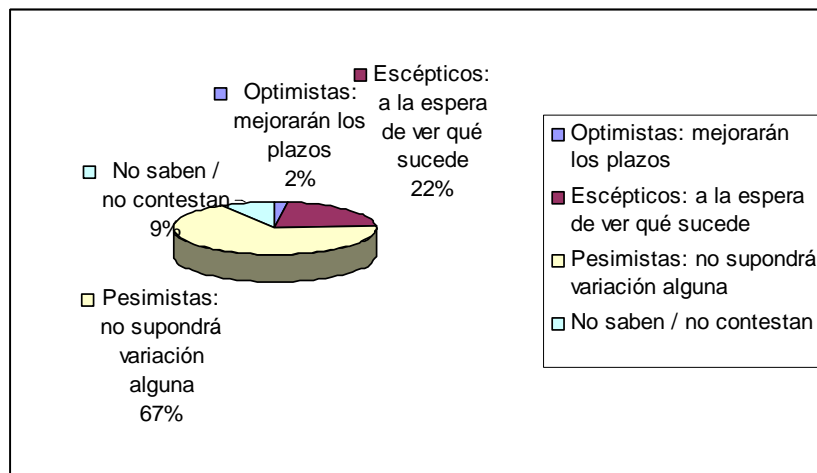 Optimistas:
mejorarán los
plazos
2%
Escépticos:
a la espera
de ver qué
sucede
22%
No saben /
no contestan
9%
Pesimistas:
no supondrá
variación
alguna
67%
Optimistas: mejorarán
los plazos
Escépticos: a la espera
de ver qué sucede
Pesimistas: no supondrá
variación alguna
No saben / no contestan